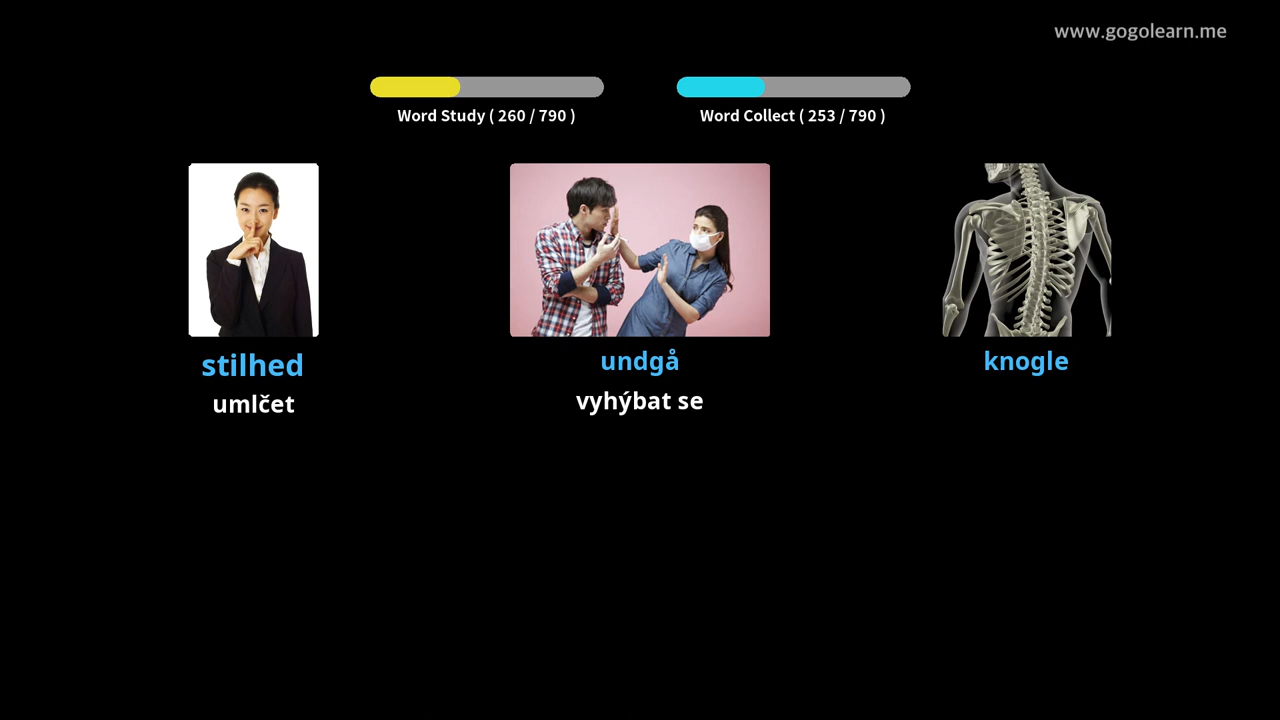 www.gogolearn.me
Word Study ( 260 / 790 )
Word Collect ( 253 / 790 )
stilhed
umlčet
undgå
vyhýbat se
knogle